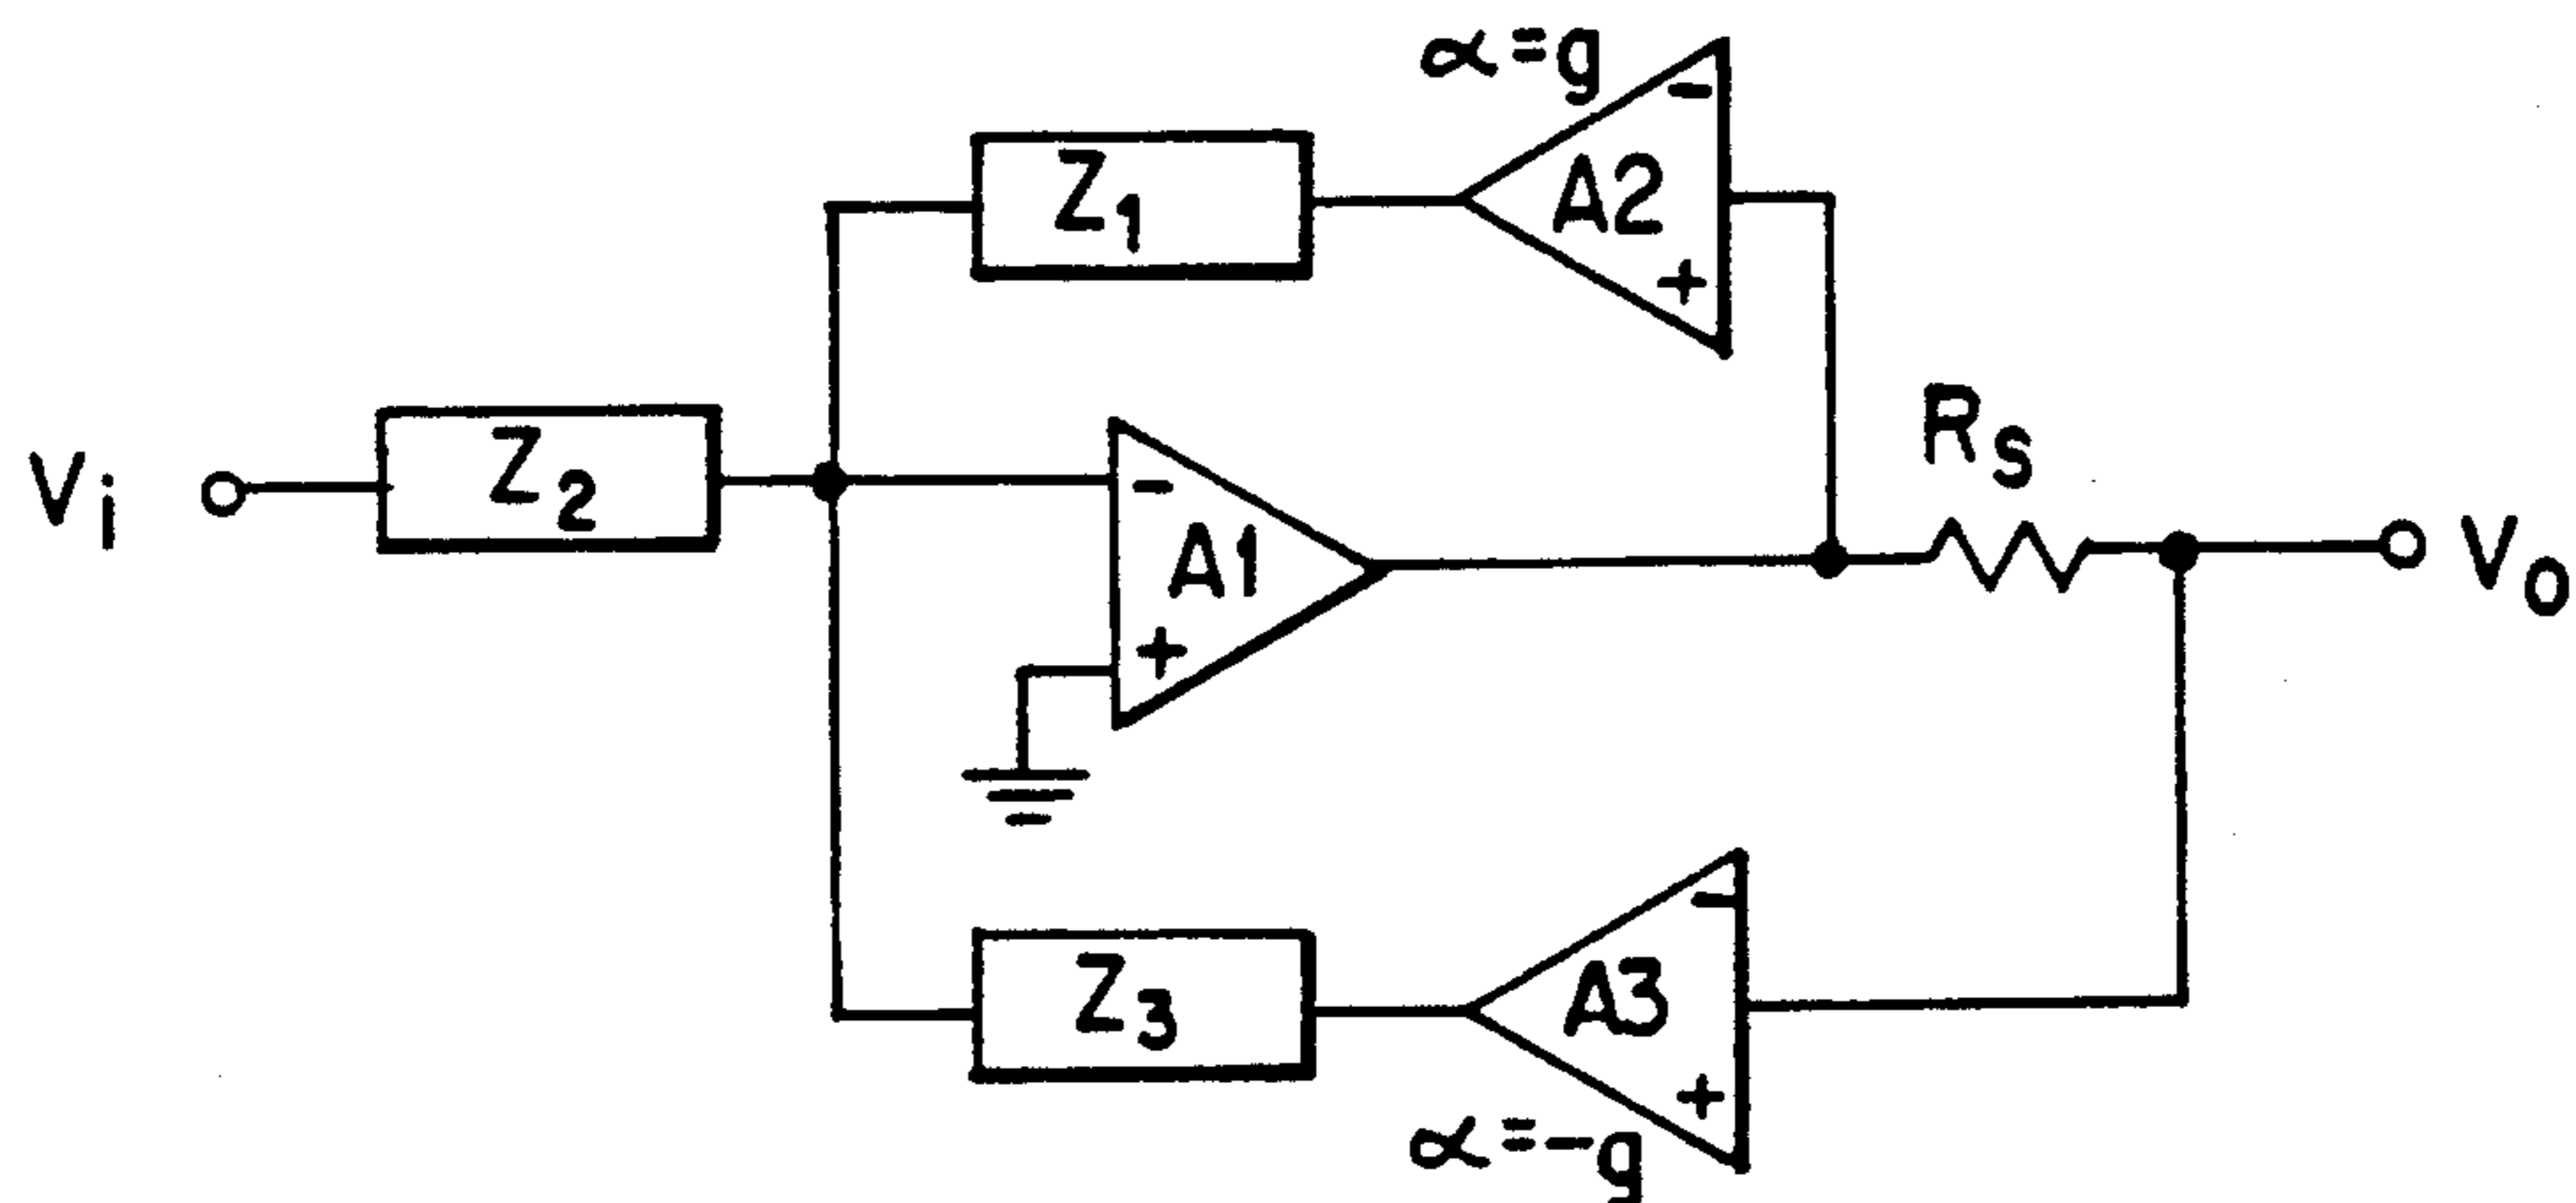 α=g
-
Z1
A2
+
Rs
Vi
Z2
-
A1
Vo
+
-
Z3
A3
+
α=-g